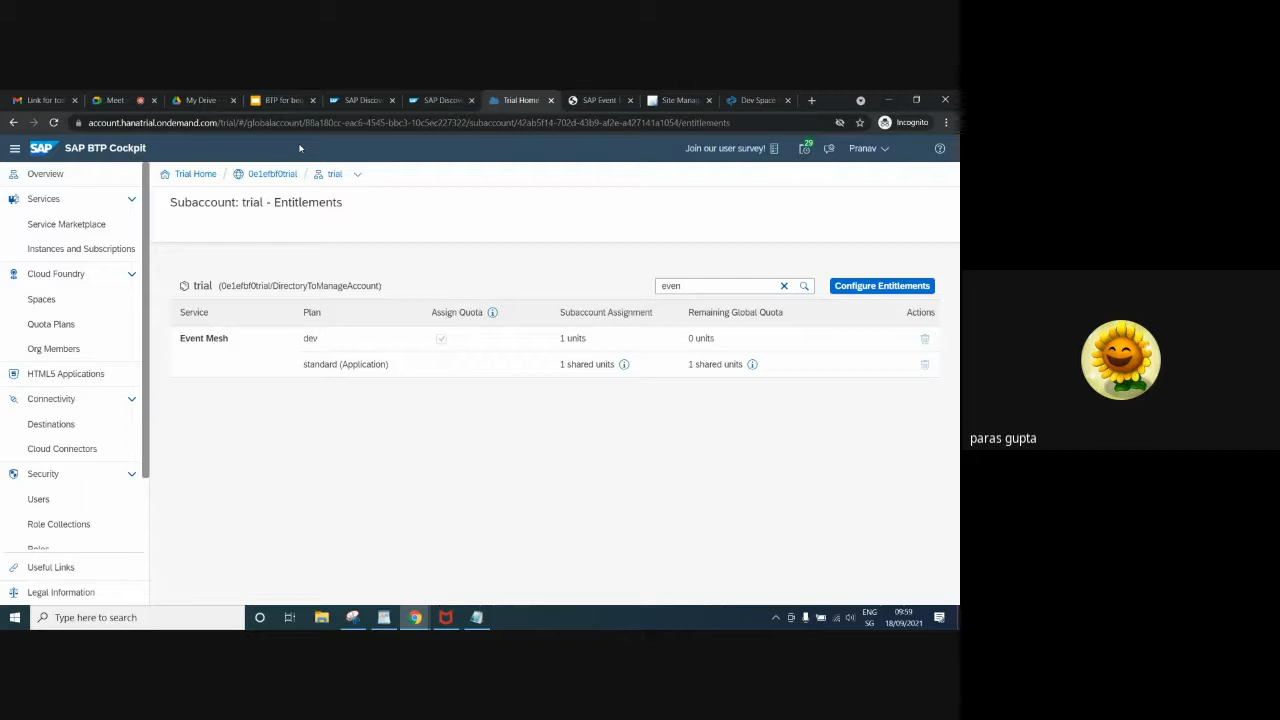 Link for to
Meet
My Drive
BTP for beg
SAP Discov
SAP Discov
Trial Home
SAP Event
Site Manag
Dev Space
account.hanatrial.ondemand.com/trial/#/globalaccount/88a180cc-eac6-4545-bbc3-10c5ec227322/subaccount/42ab5f14-702d-43b9-af2e-a427141a1054/entitlements
Incognito
SAP
SAP BTP Cockpit
Join our user survey!
29
Pranav
Overview
Services
Service Marketplace
Instances and Subscriptions
Cloud Foundry
Spaces
Quota Plans
Org Members
HTML5 Applications
Connectivity
Destinations
Cloud Connectors
Security
Users
Role Collections
Roles
Useful Links
Legal Information
Trial Home / 0e1efbf0trial / trial
Subaccount: trial - Entitlements
trial (0e1efbf0trial/DirectoryToManageAccount)
even
Configure Entitlements
Service Plan Assign Quota Subaccount Assignment Remaining Global Quota Actions
Event Mesh dev 1 units 0 units
standard (Application) 1 shared units 1 shared units
Type here to search
ENG
SG
09:59
18/09/2021
paras gupta